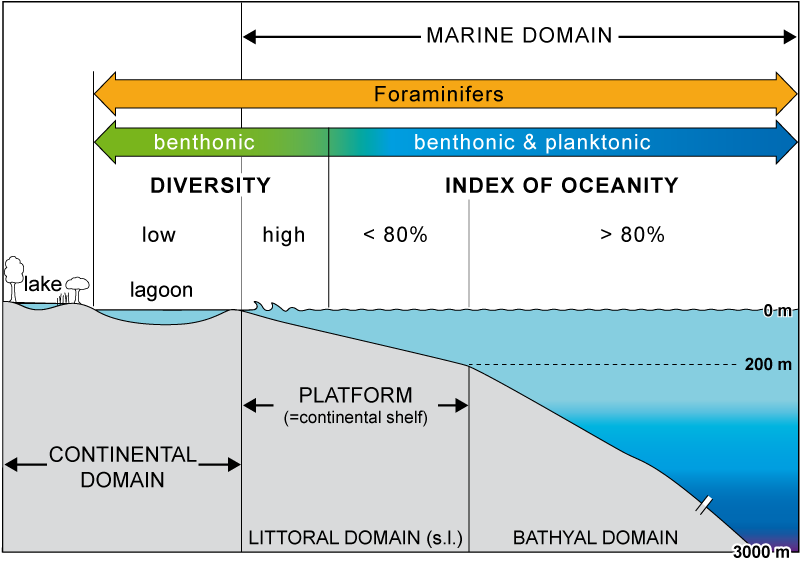 MARINE DOMAIN
Foraminifers
benthonic
benthonic & planktonic
DIVERSITY
INDEX OF OCEANITY
low
high
< 80%
> 80%
lake
lagoon
0 m
200 m
PLATFORM
(=continental shelf)
CONTINENTAL
DOMAIN
LITTORAL DOMAIN (s.l.)
BATHYAL DOMAIN
3000 m